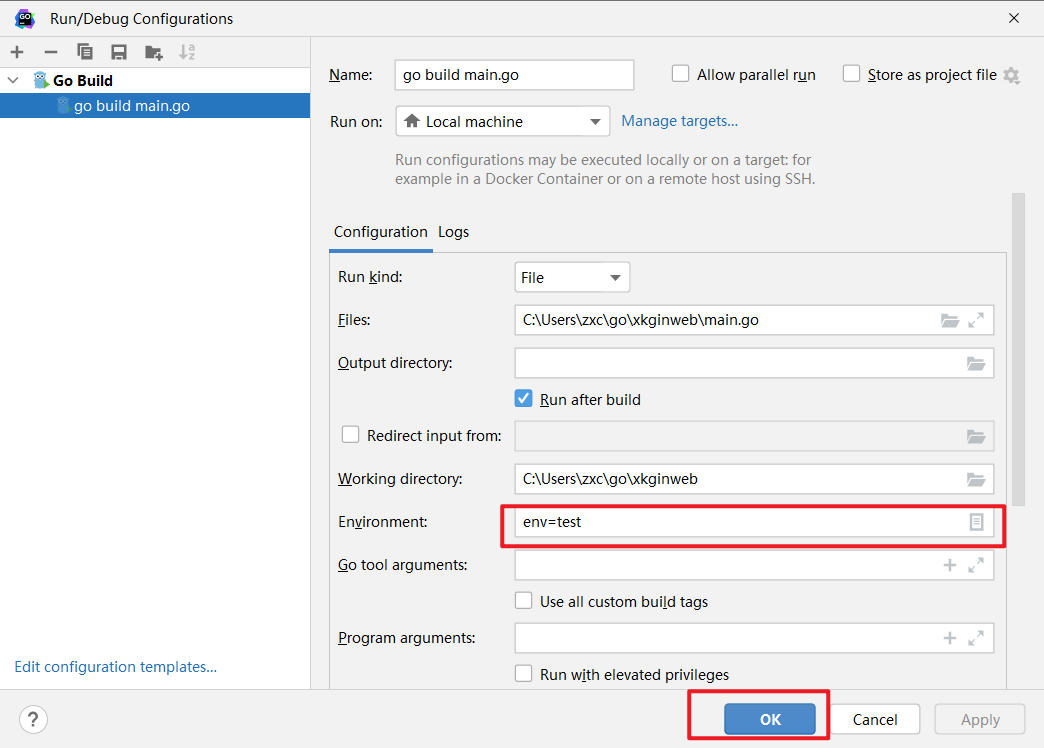 Run/Debug Configurations
Go Build
go build main.go
Edit configuration templates...
Name: go build main.go
Allow parallel run
Store as project file
Run on: Local machine
Manage targets...
Run configurations may be executed locally or on a target: for
example in a Docker Container or on a remote host using SSH.
Configuration Logs
Run kind: File
Files: C:\Users\zxc\go\xkginweb\main.go
Output directory:
Run after build
Redirect input from:
Working directory: C:\Users\zxc\go\xkginweb
Environment: env=test
Go tool arguments:
Use all custom build tags
Program arguments:
Run with elevated privileges
? OK Cancel Apply